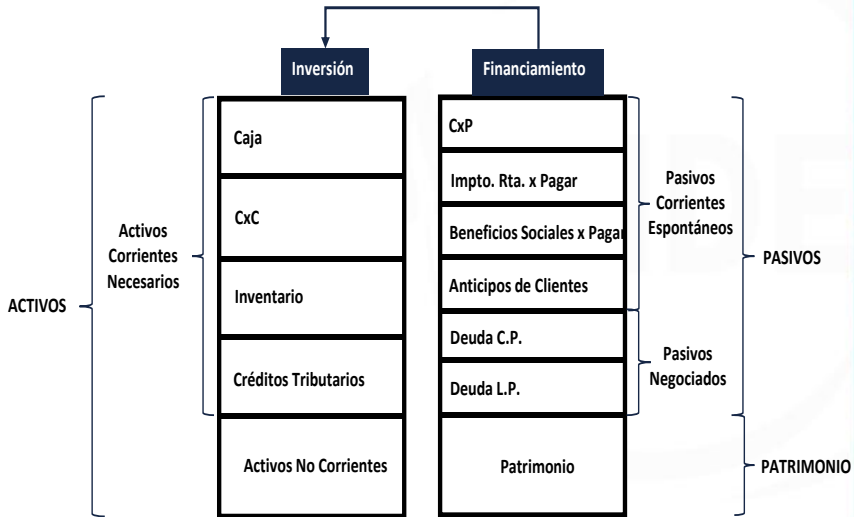 Inversión
Financiamiento
Caja
CxC
Inventario
Créditos Tributarios
Activos No Corrientes
CxP
Impto. Rta. x Pagar
Beneficios Sociales x Pagar
Anticipos de Clientes
Deuda C.P.
Deuda L.P.
Patrimonio
ACTIVOS
Activos
Corrientes
Necesarios
Pasivos
Corrientes
Espontáneos
Pasivos
Negociados
PASIVOS
PATRIMONIO